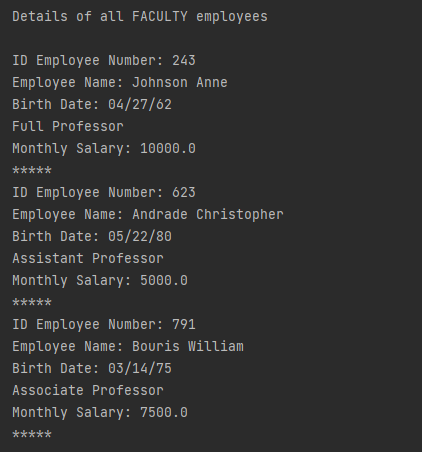 Details of all FACULTY employees
ID Employee Number: 243
Employee Name: Johnson Anne
Birth Date: 04/27/62
Full Professor
Monthly Salary: 10000.0
*****
ID Employee Number: 623
Employee Name: Andrade Christopher
Birth Date: 05/22/80
Assistant Professor
Monthly Salary: 5000.0
*****
ID Employee Number: 791
Employee Name: Bouris William
Birth Date: 03/14/75
Associate Professor
Monthly Salary: 7500.0
*****